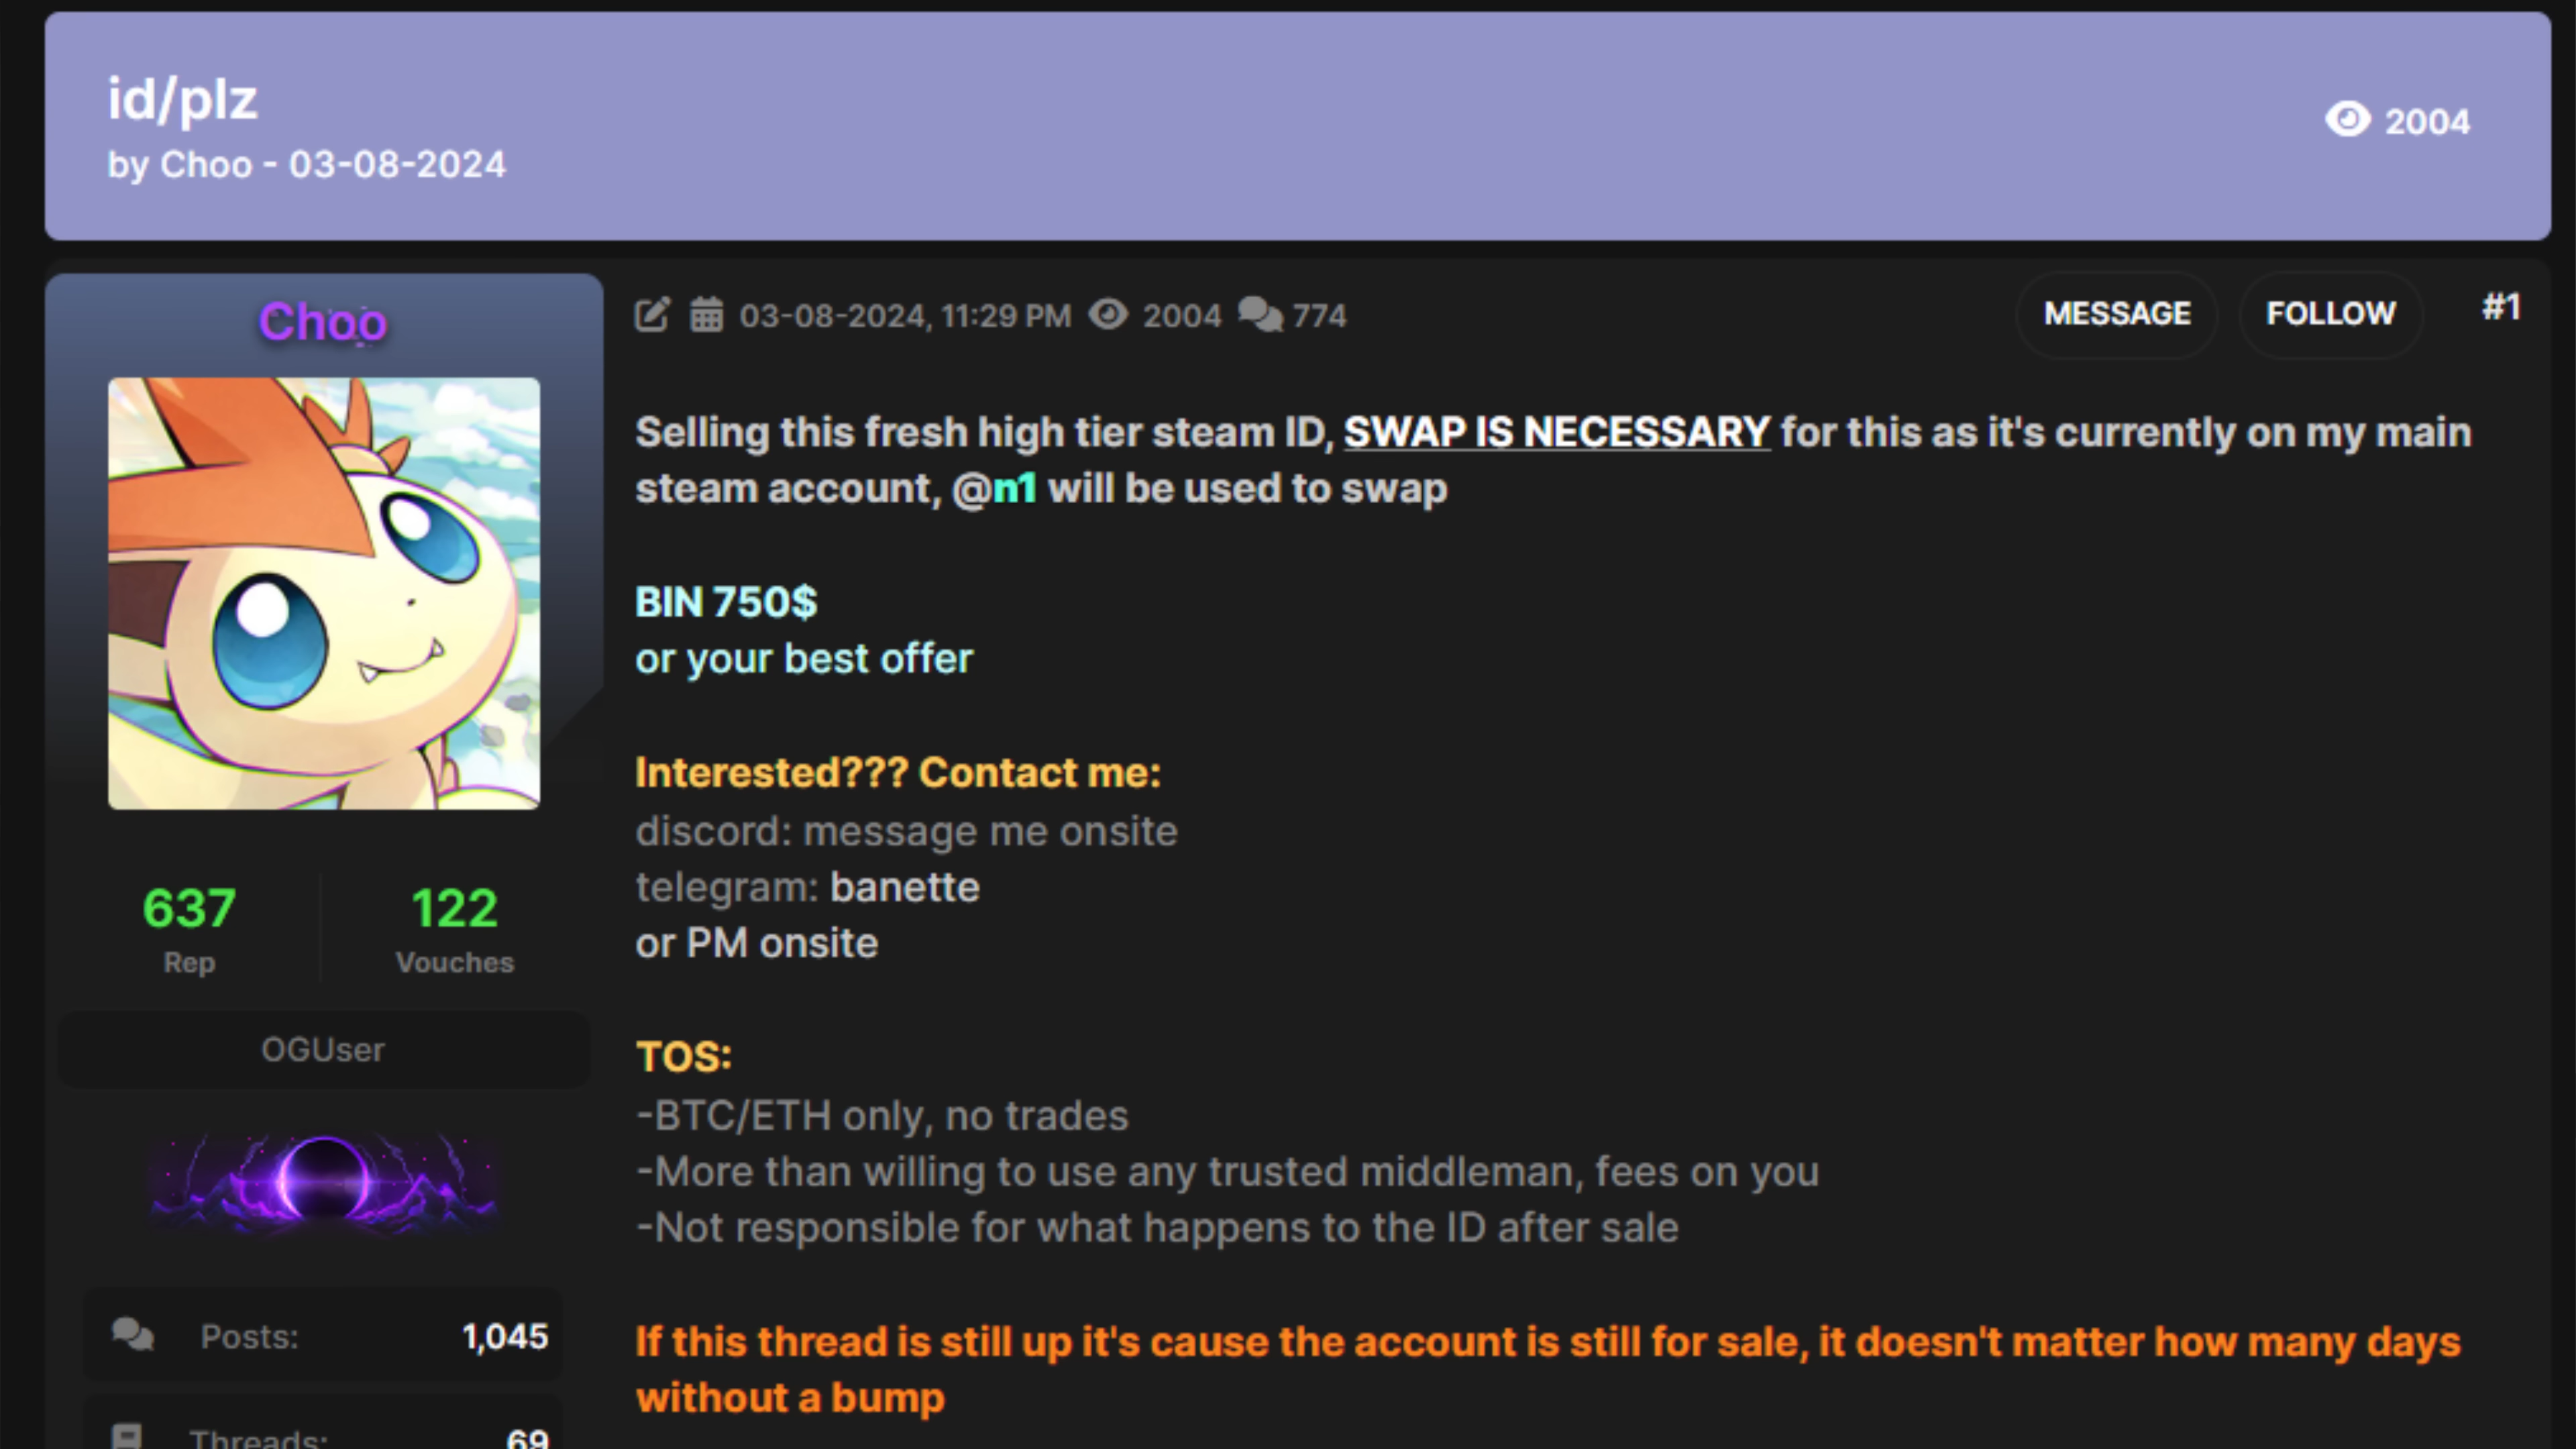 id/plz
by Choo - 03-08-2024
2004
Choo
637
Rep
122
Vouches
OGUser
Posts:
1,045
Threads:
69
03-08-2024, 11:29 PM
2004
774
MESSAGE
FOLLOW
#1
Selling this fresh high tier steam ID, SWAP IS NECESSARY for this as it's currently on my main
steam account, @n1 will be used to swap
BIN 750$
or your best offer
Interested??? Contact me:
discord: message me onsite
telegram: banette
or PM onsite
TOS:
-BTC/ETH only, no trades
-More than willing to use any trusted middleman, fees on you
-Not responsible for what happens to the ID after sale
If this thread is still up it's cause the account is still for sale, it doesn't matter how many days
without a bump